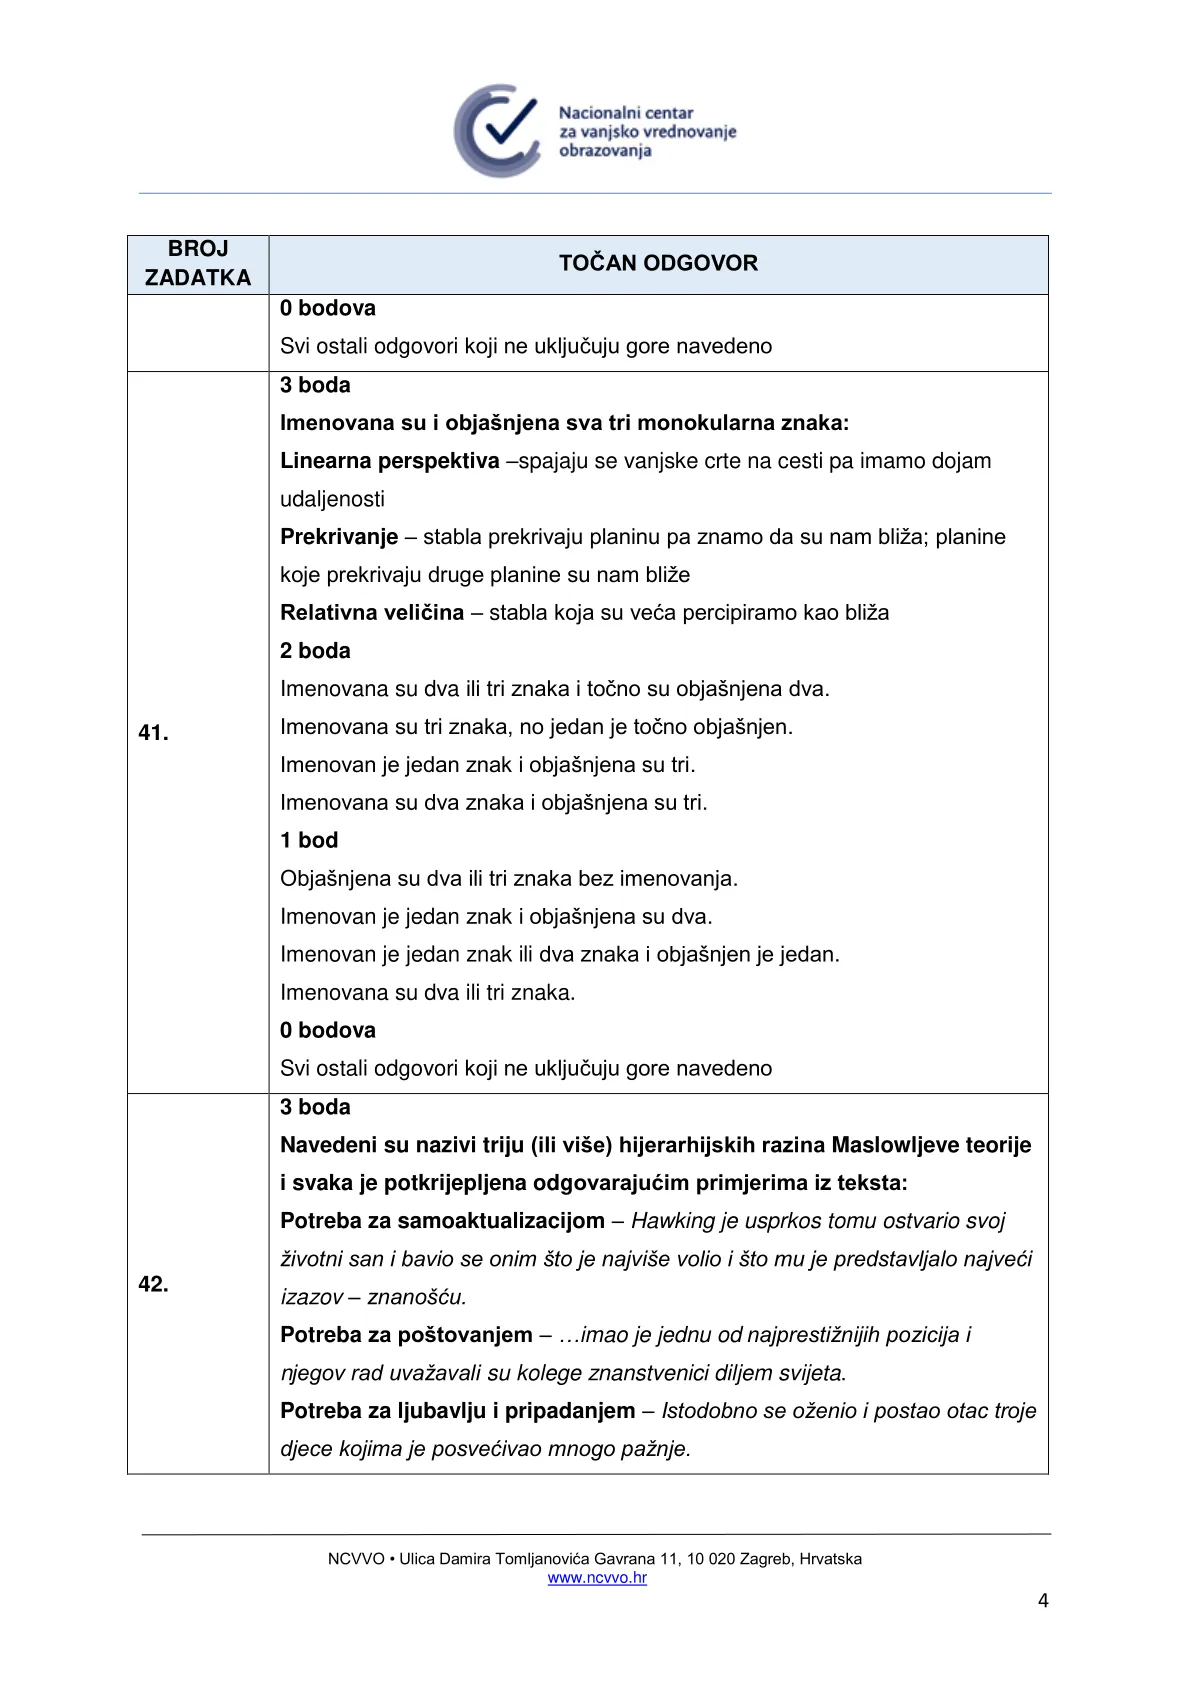 Nacionalni centar
za vanjsko vrednovanje
obrazovanja
BROJ
ZADATKA
TOČAN ODGOVOR
0 bodova
Svi ostali odgovori koji ne uključuju gore navedeno
41.
3 boda
Imenovana su i objašnjena sva tri monokularna znaka:
Linearna perspektiva –spajaju se vanjske crte na cesti pa imamo dojam
udaljenosti
Prekrivanje – stabla prekrivaju planinu pa znamo da su nam bliža; planine
koje prekrivaju druge planine su nam bliže
Relativna veličina – stabla koja su veća percipiramo kao bliža
2 boda
Imenovana su dva ili tri znaka i točno su objašnjena dva.
Imenovana su tri znaka, no jedan je točno objašnjen.
Imenovan je jedan znak i objašnjena su tri.
Imenovana su dva znaka i objašnjena su tri.
1 bod
Objašnjena su dva ili tri znaka bez imenovanja.
Imenovan je jedan znak i objašnjena su dva.
Imenovan je jedan znak ili dva znaka i objašnjen je jedan.
Imenovana su dva ili tri znaka.
0 bodova
Svi ostali odgovori koji ne uključuju gore navedeno
42.
3 boda
Navedeni su nazivi triju (ili više) hijerarhijskih razina Maslowljeve teorije
i svaka je potkrijepljena odgovarajućim primjerima iz teksta:
Potreba za samoaktualizacijom – Hawking je usprkos tomu ostvario svoj
životni san i bavio se onim što je najviše volio i što mu je predstavljalo najveći
izazov – znanošću.
Potreba za poštovanjem – …imao je jednu od najprestižnijih pozicija i
njegov rad uvažavali su kolege znanstvenici diljem svijeta.
Potreba za ljubavlju i pripadanjem – Istodobno se oženio i postao otac troje
djece kojima je posvećivao mnogo pažnje.
NCVVO • Ulica Damira Tomljanovića Gavrana 11, 10 020 Zagreb, Hrvatska
www.ncvvo.hr
4